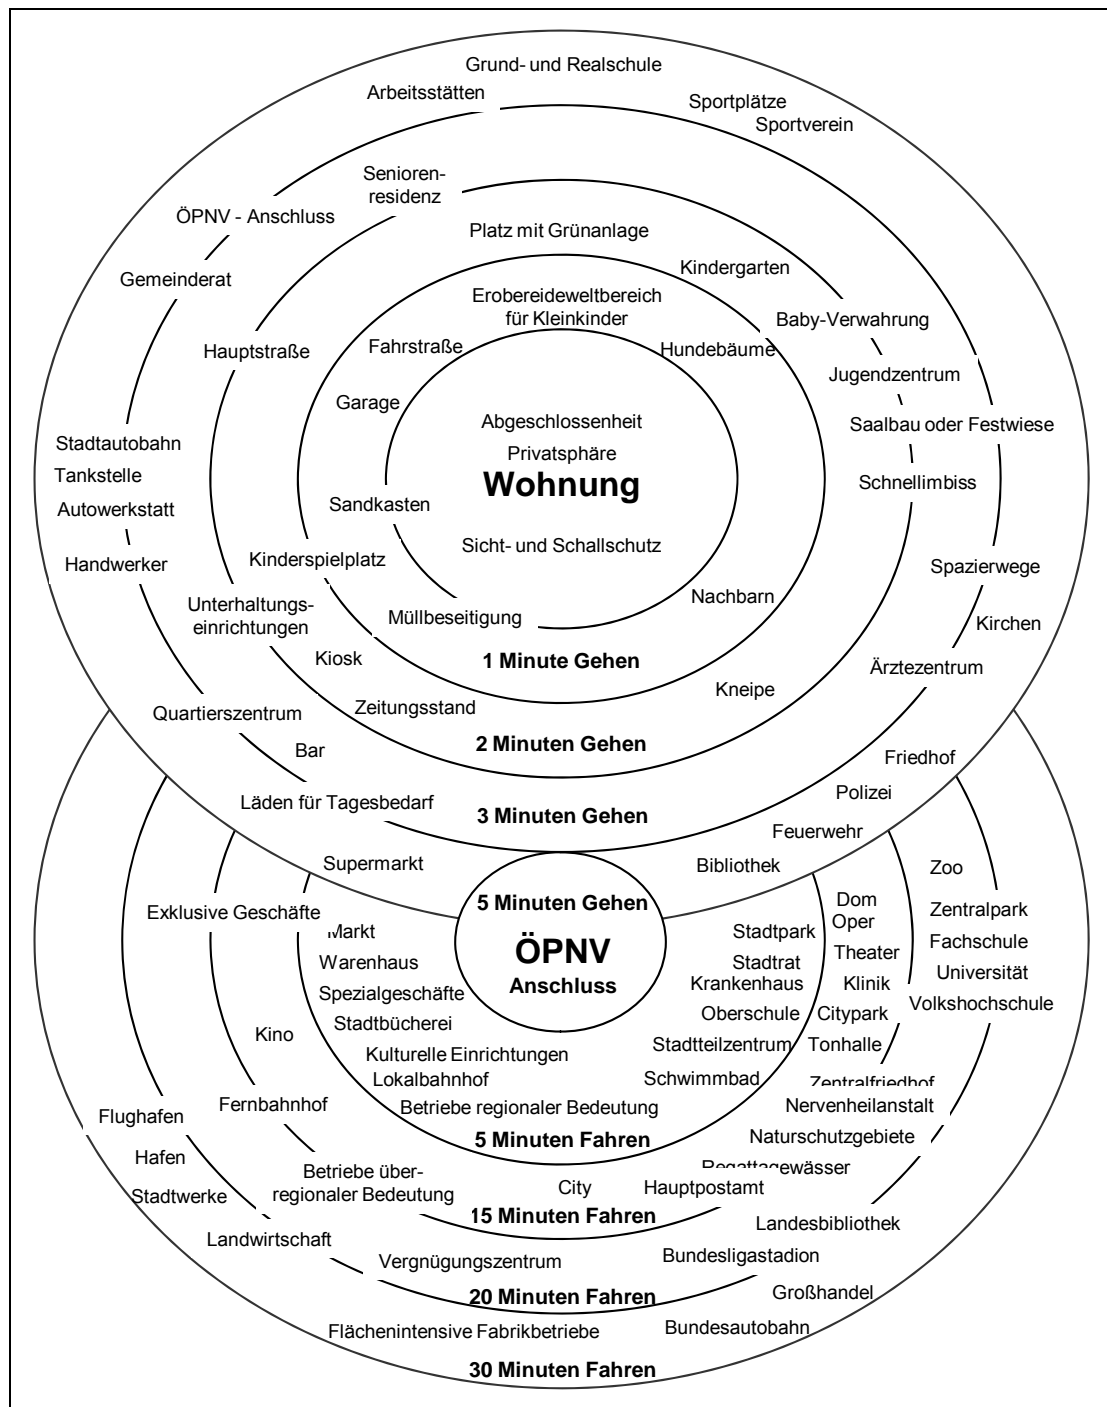 Grund- und Realschule
Arbeitsstätten
Sportplätze
Sportverein
Senioren-
residenz
ÖPNV - Anschluss
Platz mit Grünanlage
Kindergarten
Gemeinderat
Erobereideweltbereich
für Kleinkinder
Baby-Verwahrung
Hauptstraße
Fahrstraße
Hundebäume
Jugendzentrum
Garage
Abgeschlossenheit
Saalbau oder Festwiese
Stadtautobahn
Privatsphäre
Tankstelle
Wohnung
Schnellimbiss
Autowerkstatt
Sandkasten
Sicht- und Schallschutz
Handwerker
Kinderspielplatz
Spazierwege
Unterhaltungs-
einrichtungen
Müllbeseitigung
Nachbarn
Kirchen
Kiosk
1 Minute Gehen
Ärztezentrum
Quartierszentrum
Zeitungsstand
Kneipe
Bar
2 Minuten Gehen
Friedhof
Polizei
Läden für Tagesbedarf
3 Minuten Gehen
Feuerwehr
Supermarkt
Bibliothek
Zoo
5 Minuten Gehen
Dom
Exklusive Geschäfte
Zentralpark
Markt
ÖPNV
Stadtpark
Oper
Fachschule
Warenhaus
Stadtrat
Theater
Anschluss
Krankenhaus
Klinik
Universität
Spezialgeschäfte
Volkshochschule
Stadtbücherei
Oberschule
Citypark
Kino
Kulturelle Einrichtungen
Stadtteilzentrum
Tonhalle
Lokalbahnhof
Schwimmbad
Zentralfriedhof
Fernbahnhof
Betriebe regionaler Bedeutung
Nervenheilanstalt
Flughafen
5 Minuten Fahren
Naturschutzgebiete
Hafen
Regattagewässer
Betriebe über-
regionaler Bedeutung
City
Hauptpostamt
Stadtwerke
15 Minuten Fahren
Landesbibliothek
Landwirtschaft
Vergnügungszentrum
Bundesligastadion
20 Minuten Fahren
Großhandel
Flächenintensive Fabrikbetriebe
Bundesautobahn
30 Minuten Fahren